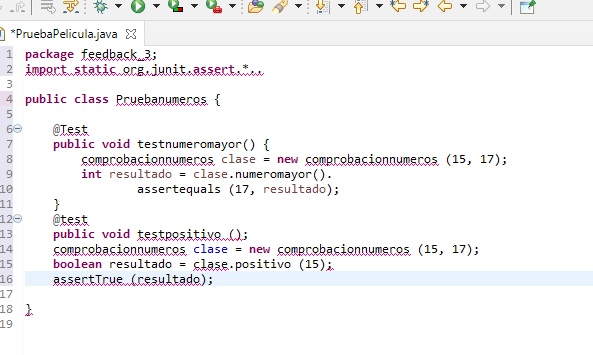 *PruebaPelicula.java
1 package feedback_3;
2 import static org.junit.assert.*..
3
4 public class Pruebanumeros {
5
6 @Test
7 public void testnumeromayor() {
8 comprobacionnumeros clase = new comprobacionnumeros (15, 17);
9 int resultado = clase.numeromayor().
10 assertequals (17, resultado);
11 }
12 @test
13 public void testpositivo ();
14 comprobacionnumeros clase = new comprobacionnumeros (15, 17);
15 boolean resultado = clase.positivo (15);
16 assertTrue (resultado);
17
18 }
19